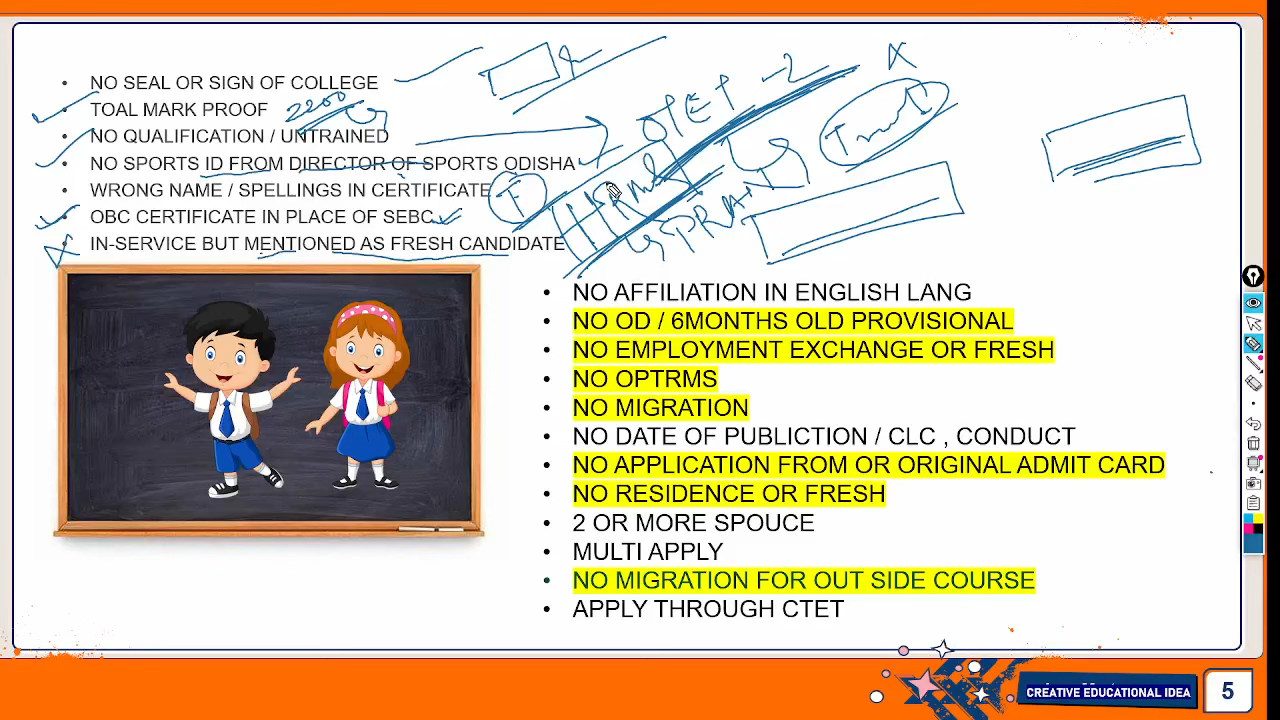 NO SEAL OR SIGN OF COLLEGE
TOAL MARK PROOF 2200
NO QUALIFICATION / UNTRAINED
NO SPORTS ID FROM DIRECTOR OF SPORTS ODISHA
WRONG NAME / SPELLINGS IN CERTIFICATE
OBC CERTIFICATE IN PLACE OF SEBC
IN-SERVICE BUT MENTIONED AS FRESH CANDIDATE
NO AFFILIATION IN ENGLISH LANG
NO OD / 6MONTHS OLD PROVISIONAL
NO EMPLOYMENT EXCHANGE OR FRESH
NO OPTRMS
NO MIGRATION
NO DATE OF PUBLICTION / CLC , CONDUCT
NO APPLICATION FROM OR ORIGINAL ADMIT CARD
NO RESIDENCE OR FRESH
2 OR MORE SPOUCE
MULTI APPLY
NO MIGRATION FOR OUT SIDE COURSE
APPLY THROUGH CTET
CREATIVE EDUCATIONAL IDEA
5